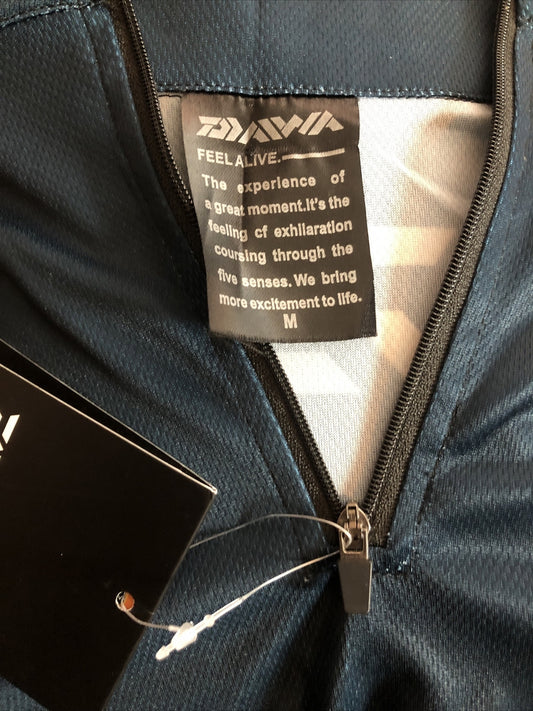 DAIWA
FEEL ALIVE.
The experience of
a great moment.It's the
feeling cf exhilaration
coursing through the
five senses. We bring
more excitement to life.
M